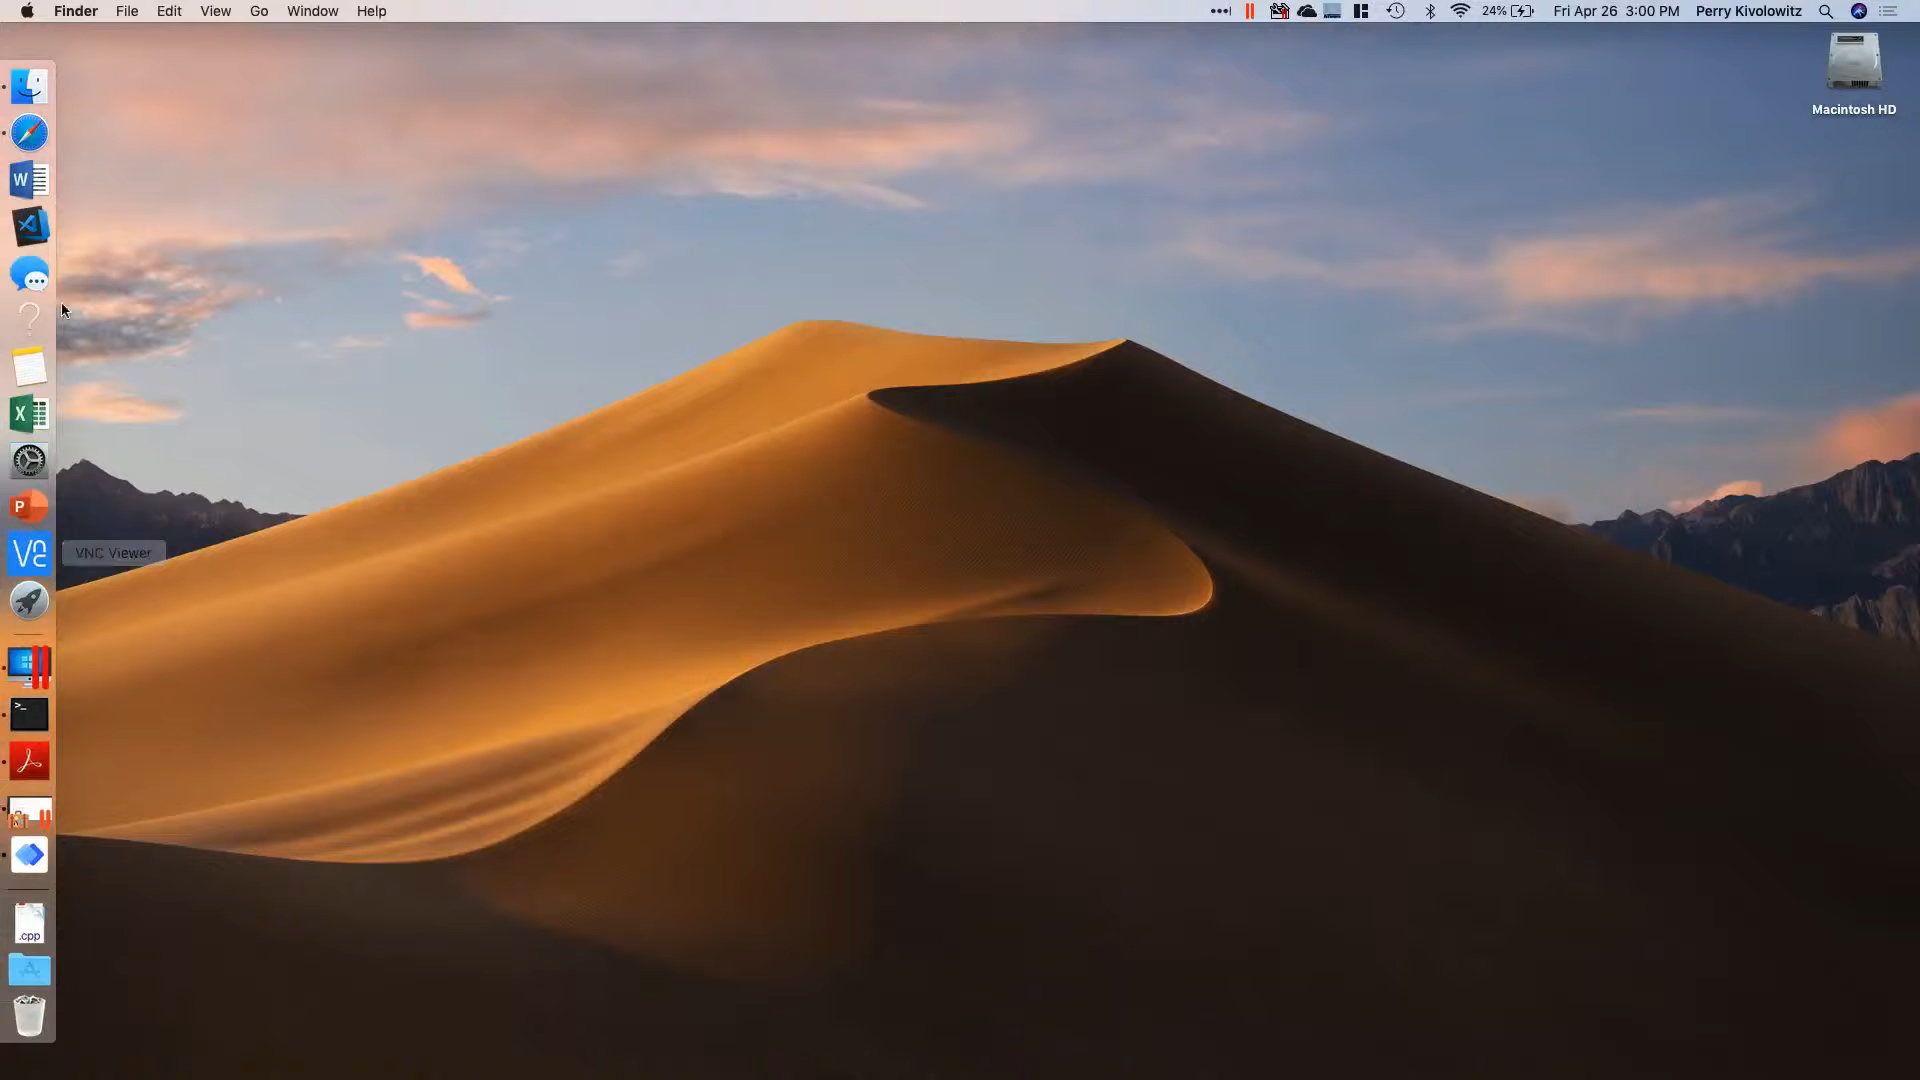 Finder File Edit View Go Window Help 24% Fri Apr 26 3:00 PM Perry Kivolowitz
Macintosh HD
W
X
P
VNC Viewer
>_
.cpp